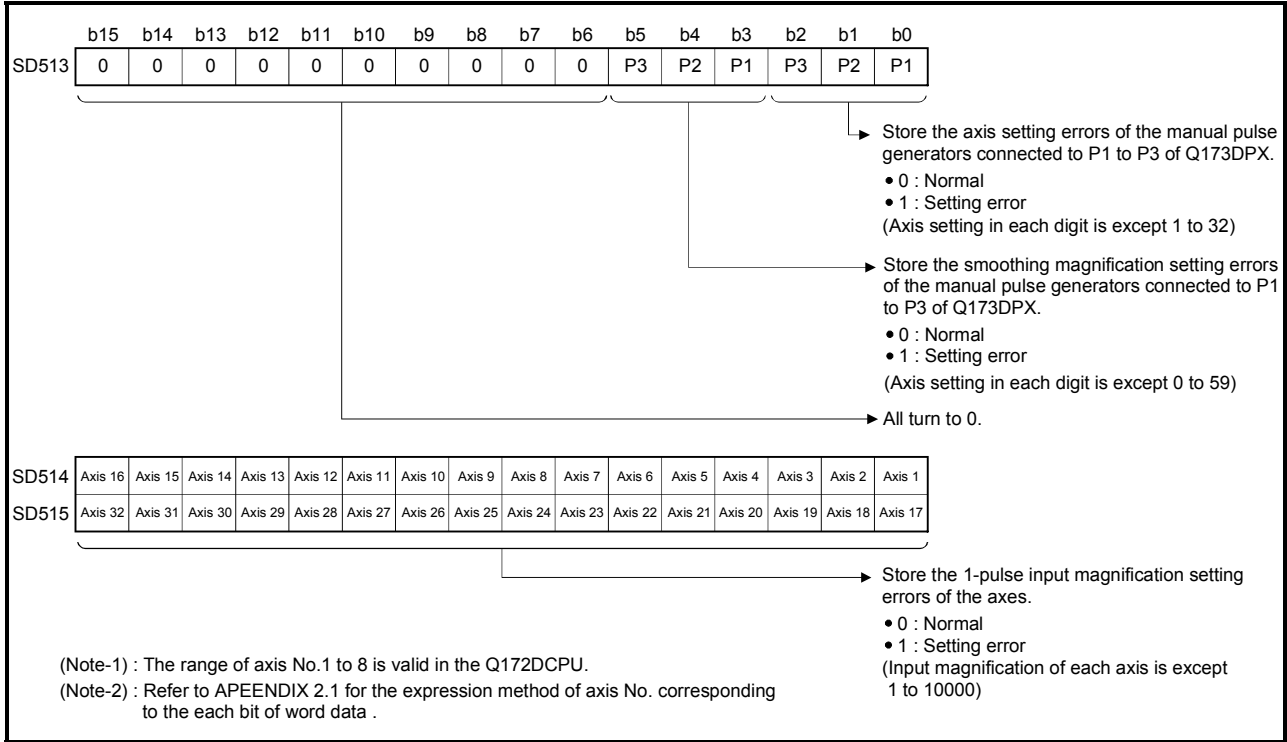 b15 b14 b13 b12 b11 b10 b9 b8 b7 b6 b5 b4 b3 b2 b1 b0
SD513 0 0 0 0 0 0 0 0 0 0 P3 P2 P1 P3 P2 P1
Store the axis setting errors of the manual pulse
generators connected to P1 to P3 of Q173DPX.
• 0 : Normal
• 1 : Setting error
(Axis setting in each digit is except 1 to 32)
Store the smoothing magnification setting errors
of the manual pulse generators connected to P1
to P3 of Q173DPX.
• 0 : Normal
• 1 : Setting error
(Axis setting in each digit is except 0 to 59)
All turn to 0.
SD514 Axis 16 Axis 15 Axis 14 Axis 13 Axis 12 Axis 11 Axis 10 Axis 9 Axis 8 Axis 7 Axis 6 Axis 5 Axis 4 Axis 3 Axis 2 Axis 1
SD515 Axis 32 Axis 31 Axis 30 Axis 29 Axis 28 Axis 27 Axis 26 Axis 25 Axis 24 Axis 23 Axis 22 Axis 21 Axis 20 Axis 19 Axis 18 Axis 17
Store the 1-pulse input magnification setting
errors of the axes.
• 0 : Normal
• 1 : Setting error
(Input magnification of each axis is except
1 to 10000)
(Note-1) : The range of axis No.1 to 8 is valid in the Q172DCPU.
(Note-2) : Refer to APEENDIX 2.1 for the expression method of axis No. corresponding
to the each bit of word data .